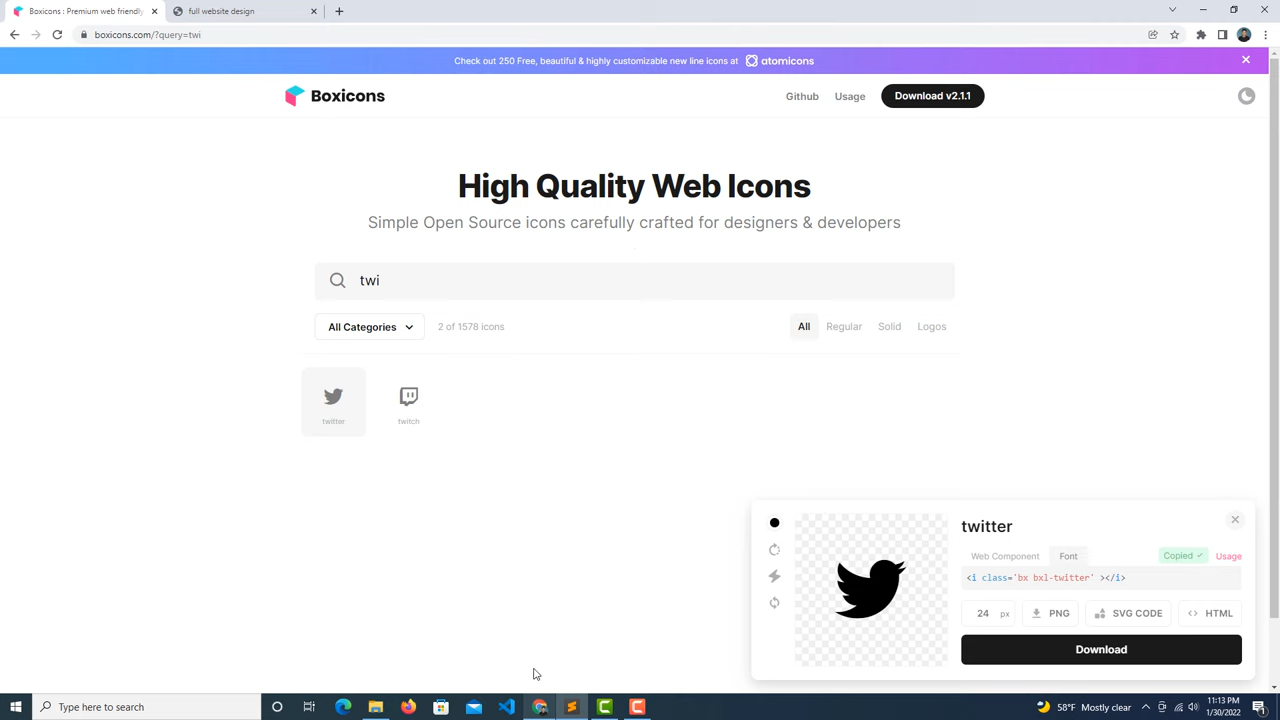 Boxicons : Premium web friendly
full website design
boxicons.com/?query=twi
Check out 250 Free, beautiful & highly customizable new line icons at atomicons
Boxicons
Github
Usage
Download v2.1.1
High Quality Web Icons
Simple Open Source icons carefully crafted for designers & developers
twi
All Categories
2 of 1578 icons
All
Regular
Solid
Logos
twitter
twitch
twitter
Web Component
Font
Copied ✓
Usage
<i class='bx bxl-twitter' ></i>
24 px
PNG
SVG CODE
HTML
Download
Type here to search
58°F Mostly clear
11:13 PM
1/30/2022
1